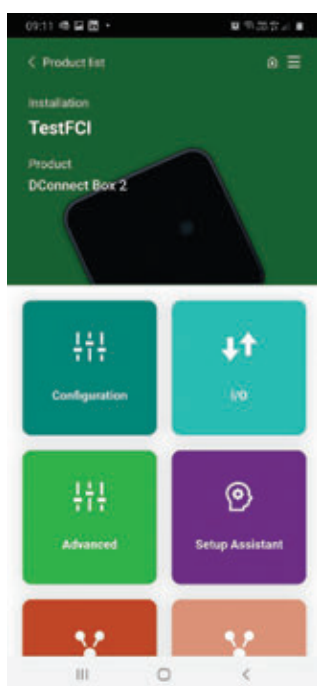 09:11
Product list
Installation
TestFCI
Product
DConnect Box 2
Configuration
I/O
Advanced
Setup Assistant